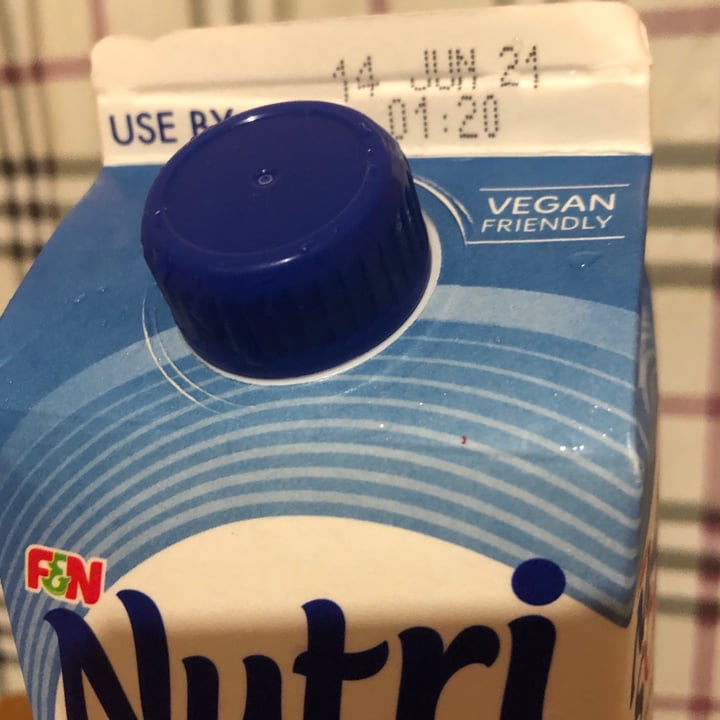 14 JUN 21
USE BY 01:20
VEGAN
FRIENDLY
F&N
Nutri